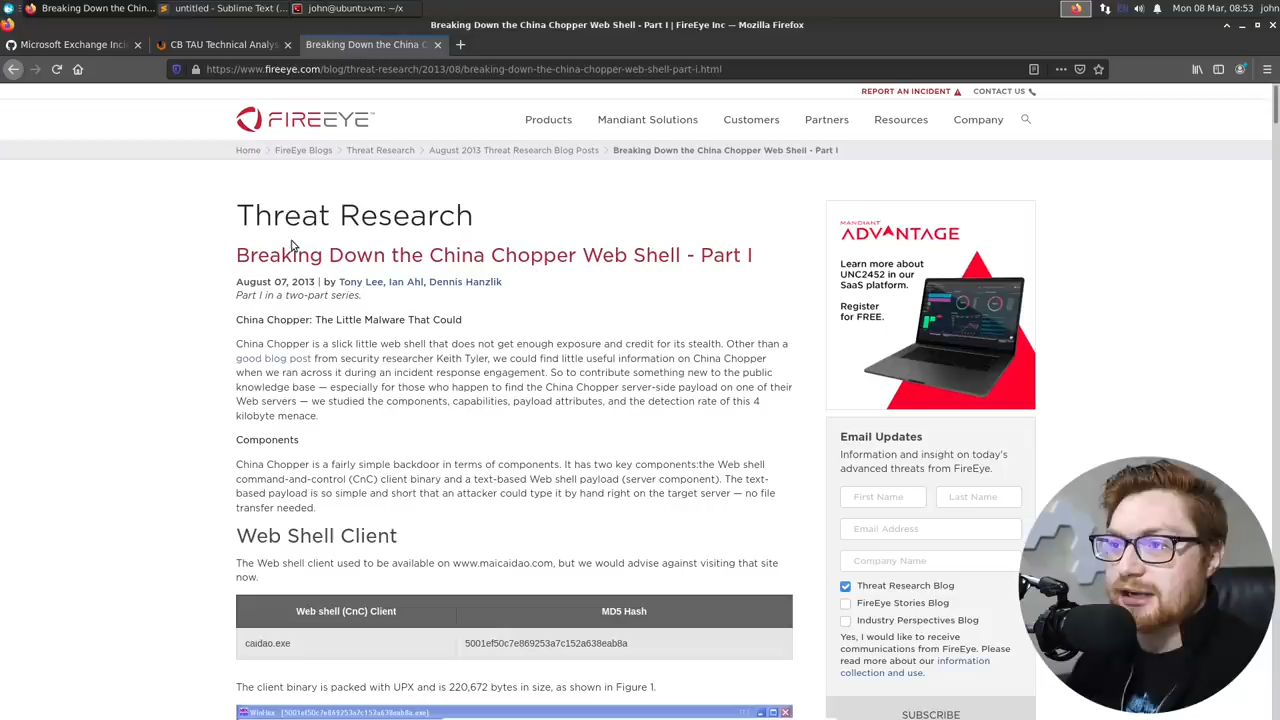 Breaking Down the Chin...
untitled - Sublime Text (...
john@ubuntu-vm: ~/x
Breaking Down the China Chopper Web Shell - Part I | FireEye Inc — Mozilla Firefox
EN
Mon 08 Mar, 08:53
john
Microsoft Exchange Inci
CB TAU Technical Analys
Breaking Down the China C
https://www.fireeye.com/blog/threat-research/2013/08/breaking-down-the-china-chopper-web-shell-part-i.html
REPORT AN INCIDENT
CONTACT US
FIREEYE™
Products
Mandiant Solutions
Customers
Partners
Resources
Company
Home > FireEye Blogs > Threat Research > August 2013 Threat Research Blog Posts > Breaking Down the China Chopper Web Shell - Part I
Threat Research
Breaking Down the China Chopper Web Shell - Part I
August 07, 2013 | by Tony Lee, Ian Ahl, Dennis Hanzlik
Part I in a two-part series.
China Chopper: The Little Malware That Could
China Chopper is a slick little web shell that does not get enough exposure and credit for its stealth. Other than a
good blog post from security researcher Keith Tyler, we could find little useful information on China Chopper
when we ran across it during an incident response engagement. So to contribute something new to the public
knowledge base — especially for those who happen to find the China Chopper server-side payload on one of their
Web servers — we studied the components, capabilities, payload attributes, and the detection rate of this 4
kilobyte menace.
Components
China Chopper is a fairly simple backdoor in terms of components. It has two key components:the Web shell
command-and-control (CnC) client binary and a text-based Web shell payload (server component). The text-
based payload is so simple and short that an attacker could type it by hand right on the target server — no file
transfer needed.
Web Shell Client
The Web shell client used to be available on www.maicaidao.com, but we would advise against visiting that site
now.
Web shell (CnC) Client
MD5 Hash
caidao.exe
5001ef50c7e869253a7c152a638eab8a
The client binary is packed with UPX and is 220,672 bytes in size, as shown in Figure 1.
WinHex - [5001ef50c7e869253a7c152a638eab8a.exe]
MANDIANT
ADVANTAGE
Learn more about
UNC2452 in our
SaaS platform.
Register
for FREE.
Email Updates
Information and insight on today's
advanced threats from FireEye.
First Name
Last Name
Email Address
Company Name
Threat Research Blog
FireEye Stories Blog
Industry Perspectives Blog
Yes, I would like to receive
communications from FireEye. Please
read more about our information
collection and use.
SUBSCRIBE